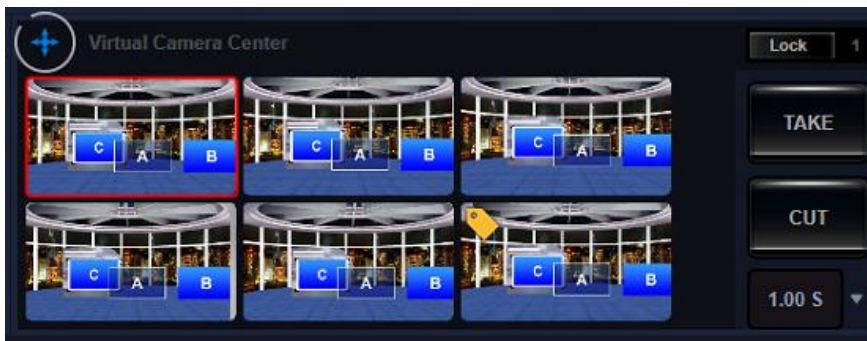 Virtual Camera Center
Lock 1
C A B
C A B
C A B
TAKE
C A B
C A B
C A B
CUT
1.00 S